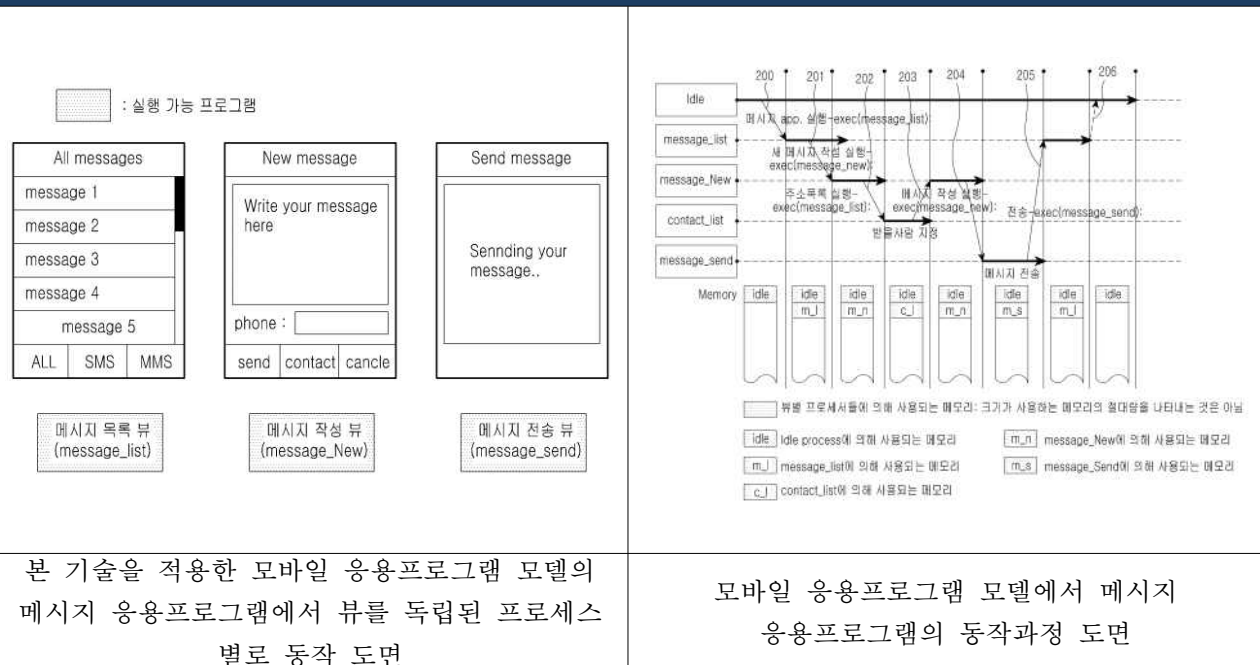 : 실행 가능 프로그램
All messages
message 1
message 2
message 3
message 4
message 5
ALL SMS MMS
메시지 목록 뷰
(message_list)
New message
Write your message
here
phone :
send contact cancle
메시지 작성 뷰
(message_New)
Send message
Sennding your
message..
메시지 전송 뷰
(message_send)
본 기술을 적용한 모바일 응용프로그램 모델의
메시지 응용프로그램에서 뷰를 독립된 프로세스
별로 동작 도면
200 201 202 203 204 205 206
Idle
메시지 app. 실행-exec(message_list):
message_list
새 메시지 작성 실행-
exec(message_new):
message_New
주소목록 실행-
exec(message_list):
메시지 작성 실행-
exec(message_new):
contact_list
전송-exec(message_send):
받을사람 지정
message_send
메시지 전송
Memory
idle idle idle idle idle idle idle idle
m_l m_n c_l m_n m_s m_l
뷰별 프로세서들에 의해 사용되는 메모리: 크기가 사용하는 메모리의 절대량을 나타내는 것은 아님
idle Idle process에 의해 사용되는 메모리
m_n message_New에 의해 사용되는 메모리
m_l message_list에 의해 사용되는 메모리
m_s message_Send에 의해 사용되는 메모리
c_l contact_list에 의해 사용되는 메모리
모바일 응용프로그램 모델에서 메시지
응용프로그램의 동작과정 도면